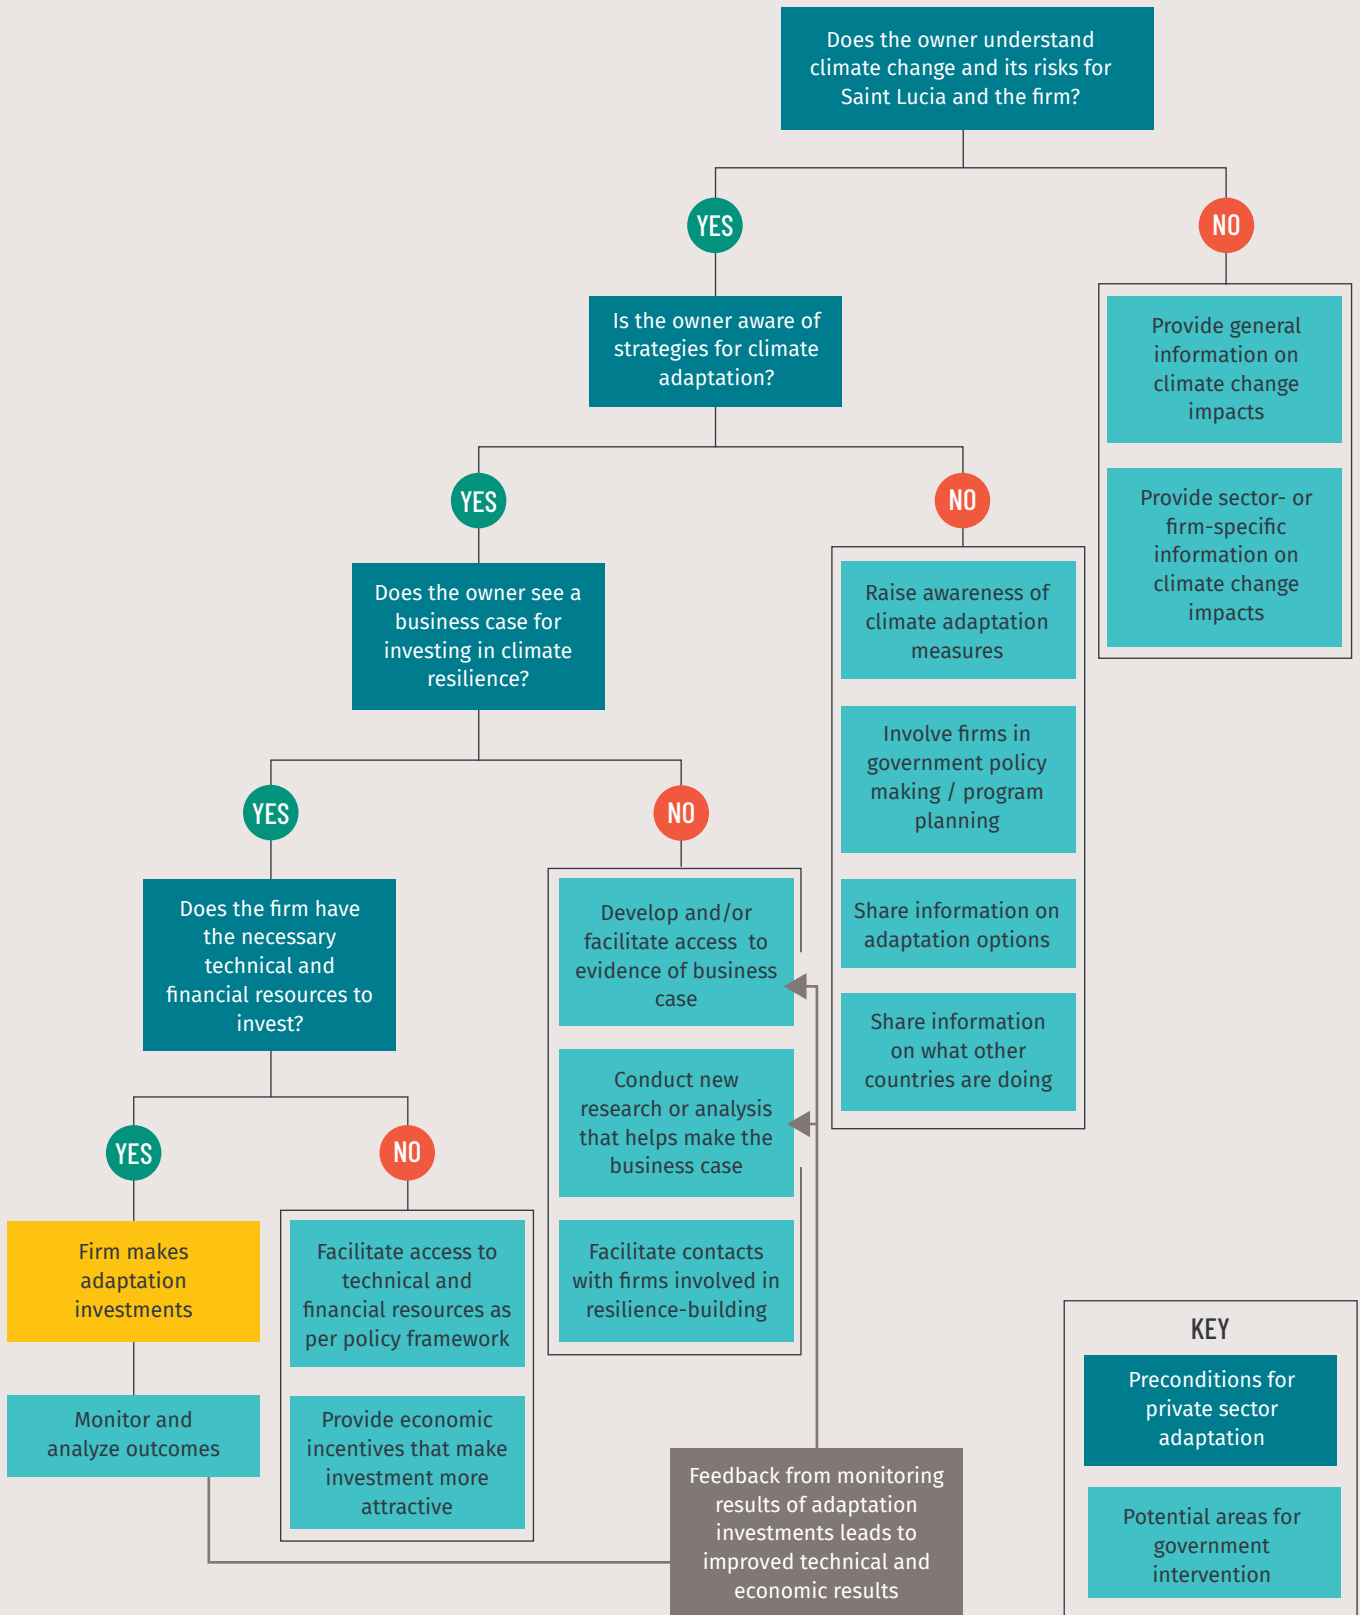 Does the owner understand
climate change and its risks for
Saint Lucia and the firm?
YES
NO
Is the owner aware of
strategies for climate
adaptation?
Provide general
information on
climate change
impacts
Provide sector- or
firm-specific
information on
climate change
impacts
YES
NO
Does the owner see a
business case for
investing in climate
resilience?
Raise awareness of
climate adaptation
measures
Involve firms in
government policy
making / program
planning
Share information on
adaptation options
Share information
on what other
countries are doing
YES
NO
Does the firm have
the necessary
technical and
financial resources to
invest?
Develop and/or
facilitate access to
evidence of business
case
Conduct new
research or analysis
that helps make the
business case
Facilitate contacts
with firms involved in
resilience-building
YES
NO
Firm makes
adaptation
investments
Monitor and
analyze outcomes
Facilitate access to
technical and
financial resources as
per policy framework
Provide economic
incentives that make
investment more
attractive
Feedback from monitoring
results of adaptation
investments leads to
improved technical and
economic results
KEY
Preconditions for
private sector
adaptation
Potential areas for
government
intervention